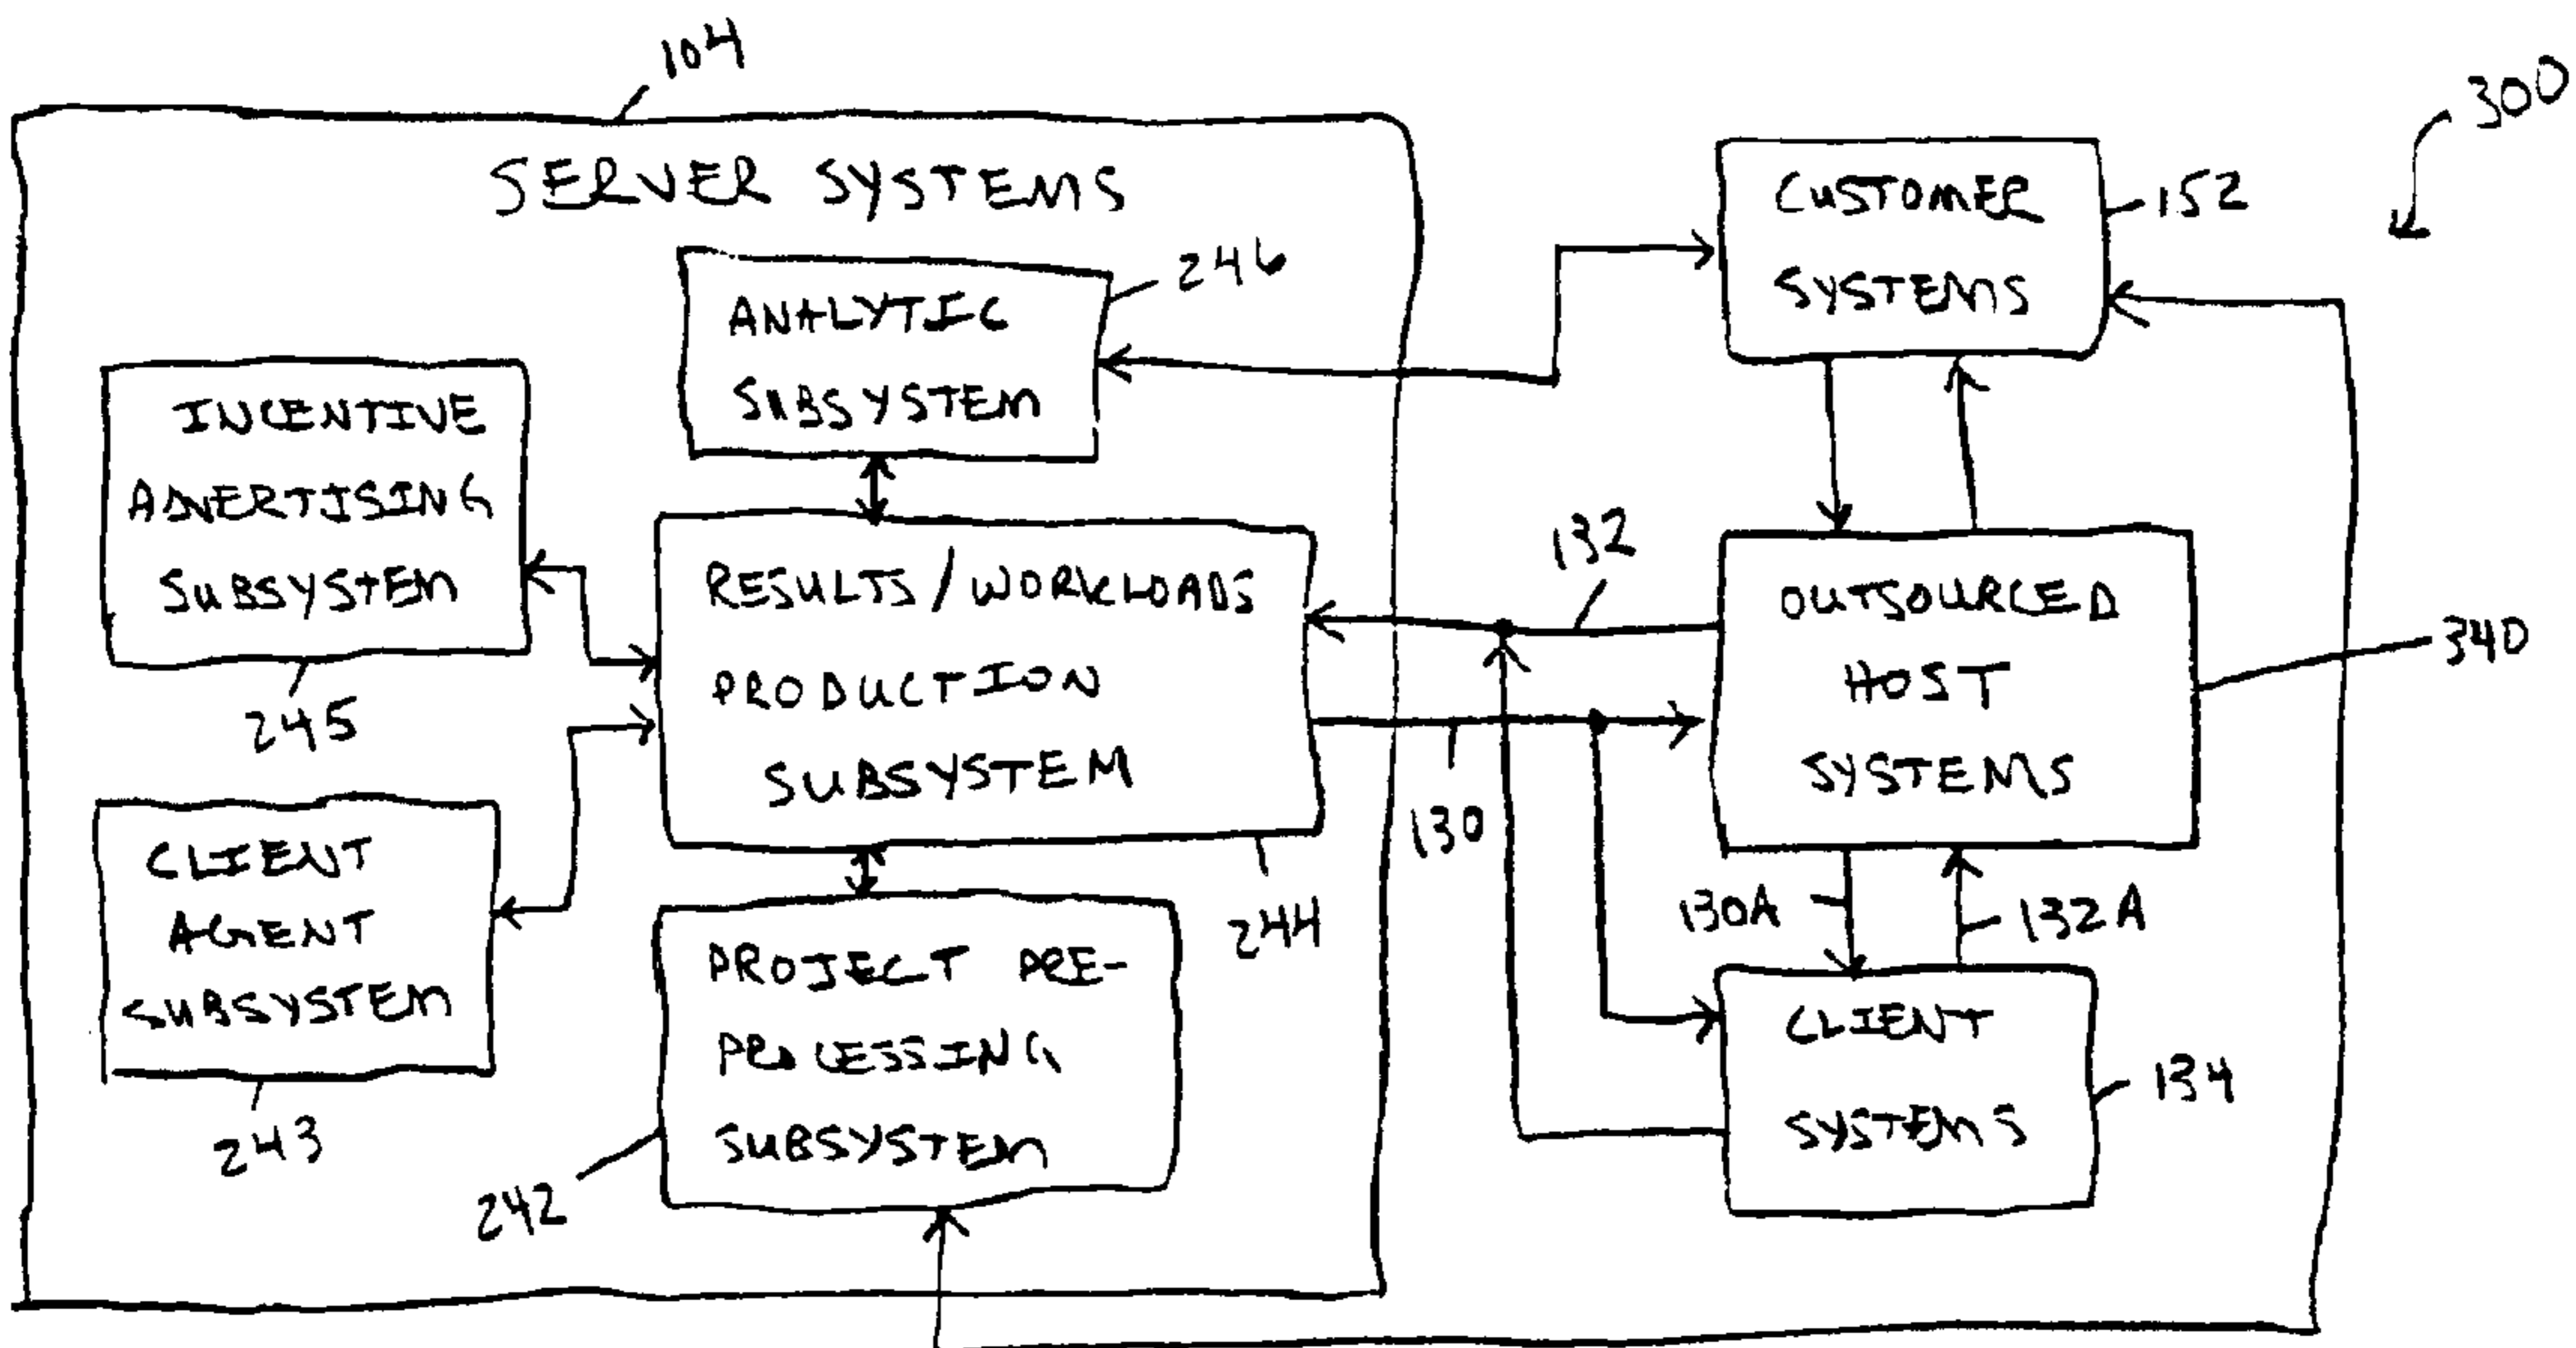 104
300
SERVER SYSTEMS
CUSTOMER
SYSTEMS
152
246
ANALYTIC
SUBSYSTEM
INCENTIVE
ADVERTISING
SUBSYSTEM
245
132
RESULTS/WORKLOADS
PRODUCTION
SUBSYSTEM
244
OUTSOURCED
HOST
SYSTEMS
340
130
CLIENT
AGENT
SUBSYSTEM
243
130A
132A
PROJECT PRE-
PROCESSING
SUBSYSTEM
242
CLIENT
SYSTEMS
134